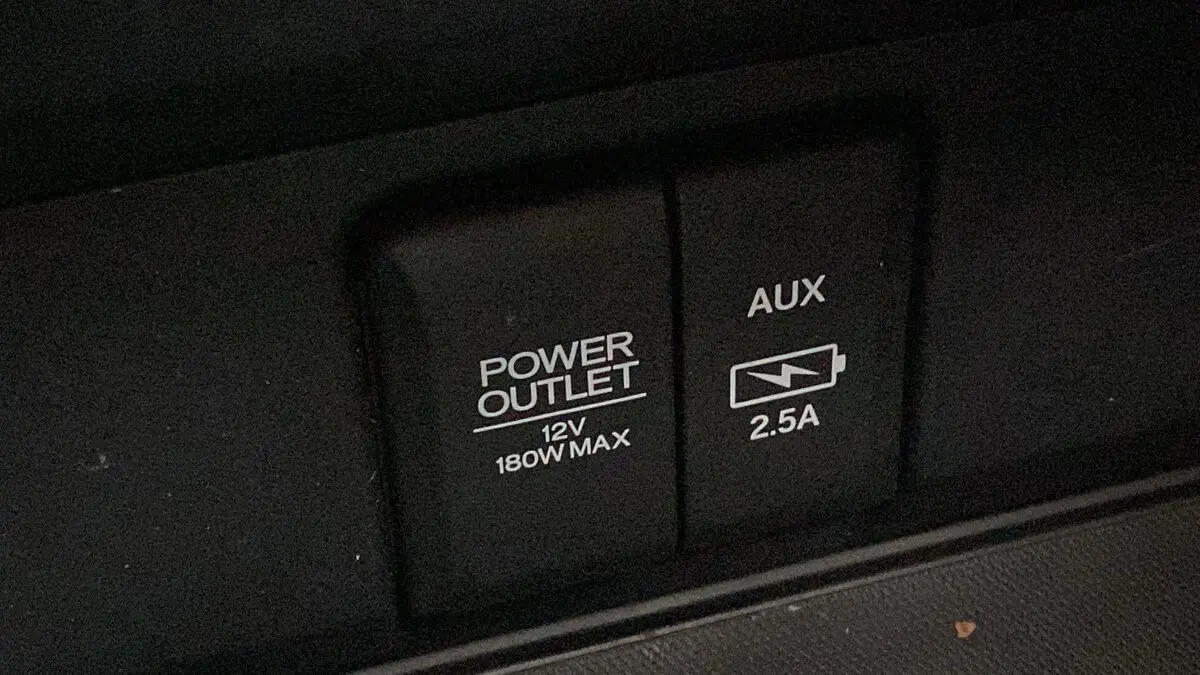 POWER
OUTLET
12V
180W MAX
AUX
2.5A